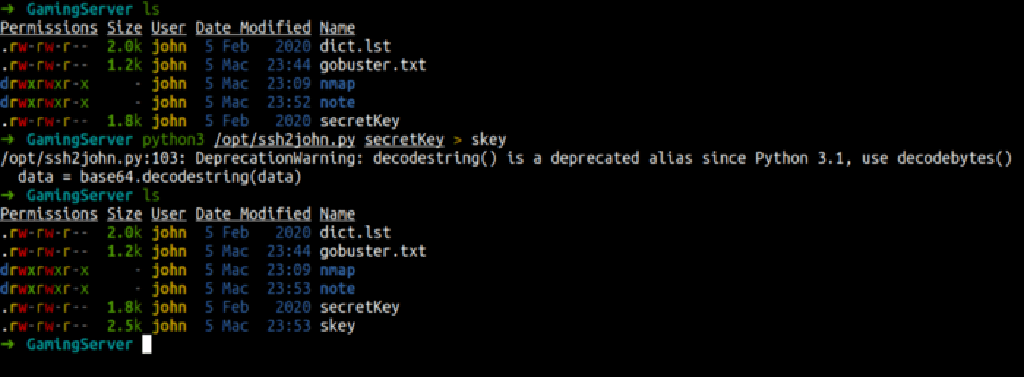 → GamingServer ls
Permissions Size User Date Modified Name
.rw-rw-r-- 2.0k john 5 Feb 2020 dict.lst
.rw-rw-r-- 1.2k john 5 Mac 23:44 gobuster.txt
drwxrwxr-x - john 5 Mac 23:09 nmap
drwxrwxr-x - john 5 Mac 23:52 note
.rw-rw-r-- 1.8k john 5 Feb 2020 secretKey
→ GamingServer python3 /opt/ssh2john.py secretKey > skey
/opt/ssh2john.py:103: DeprecationWarning: decodestring() is a deprecated alias since Python 3.1, use decodebytes()
data = base64.decodestring(data)
→ GamingServer ls
Permissions Size User Date Modified Name
.rw-rw-r-- 2.0k john 5 Feb 2020 dict.lst
.rw-rw-r-- 1.2k john 5 Mac 23:44 gobuster.txt
drwxrwxr-x - john 5 Mac 23:09 nmap
drwxrwxr-x - john 5 Mac 23:53 note
.rw-rw-r-- 1.8k john 5 Feb 2020 secretKey
.rw-rw-r-- 2.5k john 5 Mac 23:53 skey
→ GamingServer